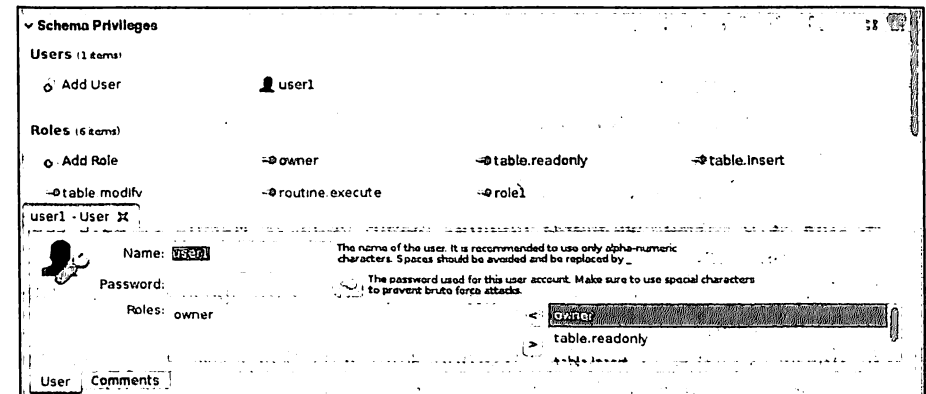 Schema Privileges
Users (1 items)
Add User user1
Roles (6 items)
Add Role owner table.readonly table.insert
table modify routine.execute role1
user1 - User
Name: user1 The name of the user. It is recommended to use only alpha-numeric
characters. Spaces should be avoided and be replaced by _
Password: The password used for this user account. Make sure to use special characters
to prevent brute force attacks.
Roles: owner < owner
> table.readonly
table.insert
User Comments